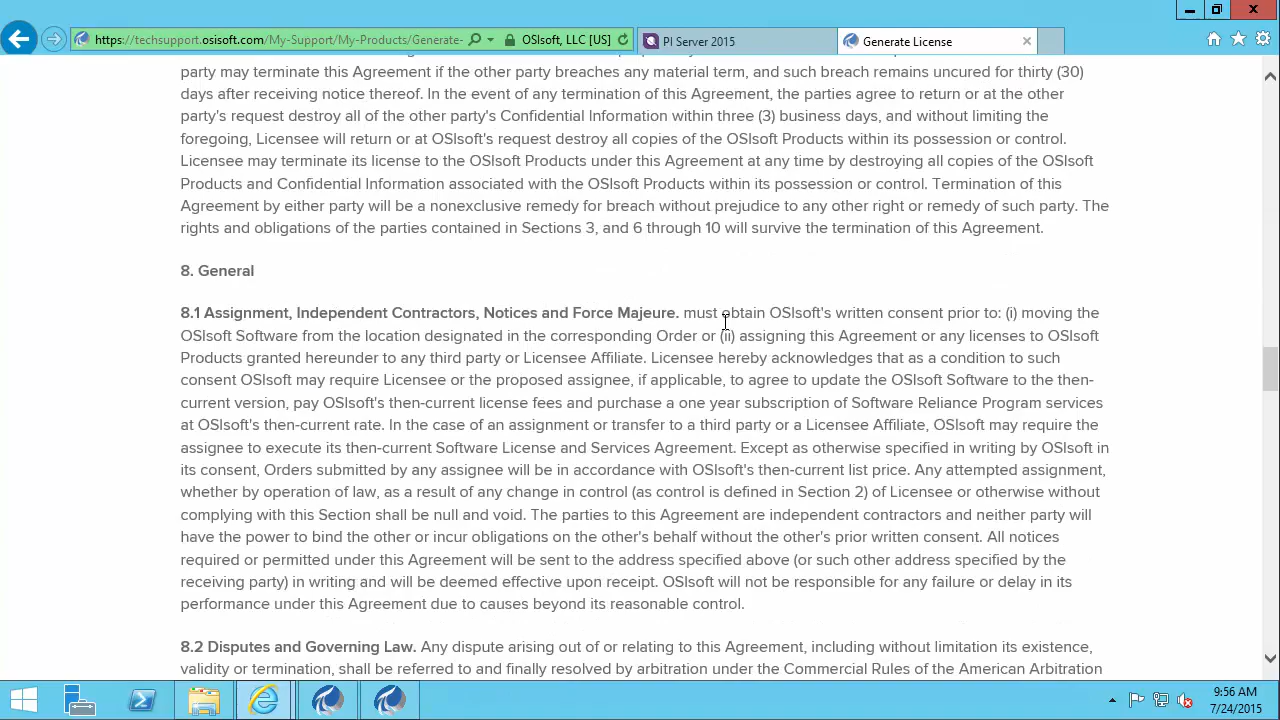 https://techsupport.osisoft.com/My-Support/My-Products/Generate-
OSIsoft, LLC [US]
PI Server 2015
Generate License
party may terminate this Agreement if the other party breaches any material term, and such breach remains uncured for thirty (30)
days after receiving notice thereof. In the event of any termination of this Agreement, the parties agree to return or at the other
party's request destroy all of the other party's Confidential Information within three (3) business days, and without limiting the
foregoing, Licensee will return or at OSIsoft's request destroy all copies of the OSIsoft Products within its possession or control.
Licensee may terminate its license to the OSIsoft Products under this Agreement at any time by destroying all copies of the OSIsoft
Products and Confidential Information associated with the OSIsoft Products within its possession or control. Termination of this
Agreement by either party will be a nonexclusive remedy for breach without prejudice to any other right or remedy of such party. The
rights and obligations of the parties contained in Sections 3, and 6 through 10 will survive the termination of this Agreement.
8. General
8.1 Assignment, Independent Contractors, Notices and Force Majeure. must obtain OSIsoft's written consent prior to: (i) moving the
OSIsoft Software from the location designated in the corresponding Order or (ii) assigning this Agreement or any licenses to OSIsoft
Products granted hereunder to any third party or Licensee Affiliate. Licensee hereby acknowledges that as a condition to such
consent OSIsoft may require Licensee or the proposed assignee, if applicable, to agree to update the OSIsoft Software to the then-
current version, pay OSIsoft's then-current license fees and purchase a one year subscription of Software Reliance Program services
at OSIsoft's then-current rate. In the case of an assignment or transfer to a third party or a Licensee Affiliate, OSIsoft may require the
assignee to execute its then-current Software License and Services Agreement. Except as otherwise specified in writing by OSIsoft in
its consent, Orders submitted by any assignee will be in accordance with OSIsoft's then-current list price. Any attempted assignment,
whether by operation of law, as a result of any change in control (as control is defined in Section 2) of Licensee or otherwise without
complying with this Section shall be null and void. The parties to this Agreement are independent contractors and neither party will
have the power to bind the other or incur obligations on the other's behalf without the other's prior written consent. All notices
required or permitted under this Agreement will be sent to the address specified above (or such other address specified by the
receiving party) in writing and will be deemed effective upon receipt. OSIsoft will not be responsible for any failure or delay in its
performance under this Agreement due to causes beyond its reasonable control.
8.2 Disputes and Governing Law. Any dispute arising out of or relating to this Agreement, including without limitation its existence,
validity or termination, shall be referred to and finally resolved by arbitration under the Commercial Rules of the American Arbitration
9:56 AM
7/24/2015